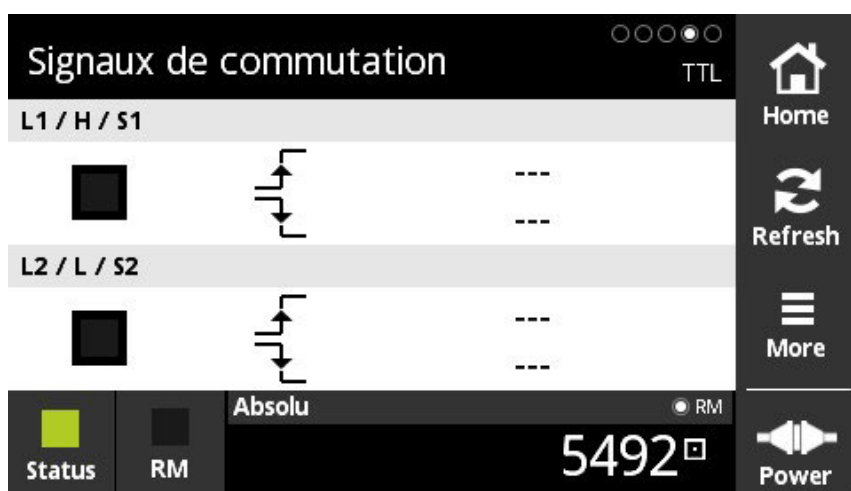 Signaux de commutation
TTL
Home
L1 / H / S1
---
---
Refresh
L2 / L / S2
---
---
More
Absolu
RM
5492
Status
RM
Power